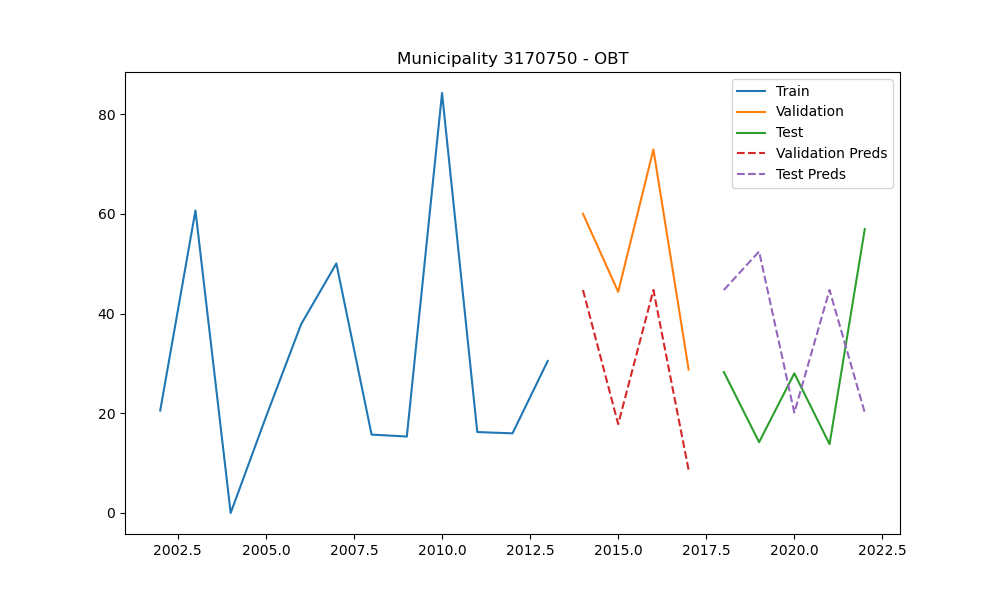 Municipality 3170750 - OBT
Train
Validation
Test
Validation Preds
Test Preds
80
60
40
20
0
2002.5 2005.0 2007.5 2010.0 2012.5 2015.0 2017.5 2020.0 2022.5